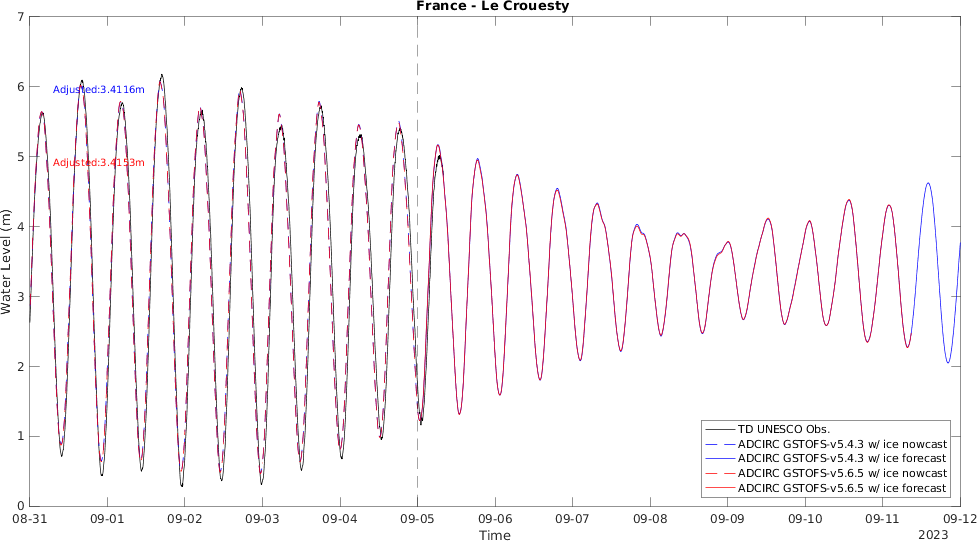 France - Le Crouesty
7
6
5
4
3
2
1
0
Water Level (m)
Adjusted:3.4116m
Adjusted:3.4153m
TD UNESCO Obs.
ADCIRC GSTOFS-v5.4.3 w/ ice nowcast
ADCIRC GSTOFS-v5.4.3 w/ ice forecast
ADCIRC GSTOFS-v5.6.5 w/ ice nowcast
ADCIRC GSTOFS-v5.6.5 w/ ice forecast
08-31 09-01 09-02 09-03 09-04 09-05 09-06 09-07 09-08 09-09 09-10 09-11 09-12
Time
2023